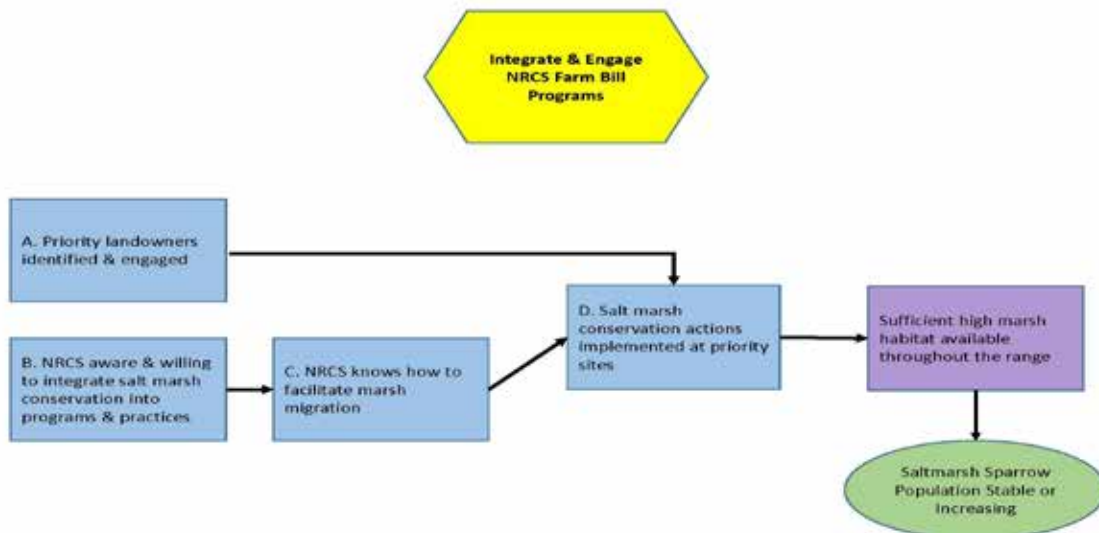 Integrate & Engage
NRCS Farm Bill
Programs
A. Priority landowners
identified & engaged
B. NRCS aware & willing
to integrate salt marsh
conservation into
programs & practices
C. NRCS knows how to
facilitate marsh
migration
D. Salt marsh
conservation actions
implemented at priority
sites
Sufficient high marsh
habitat available
throughout the range
Saltmarsh Sparrow
Population Stable or
Increasing